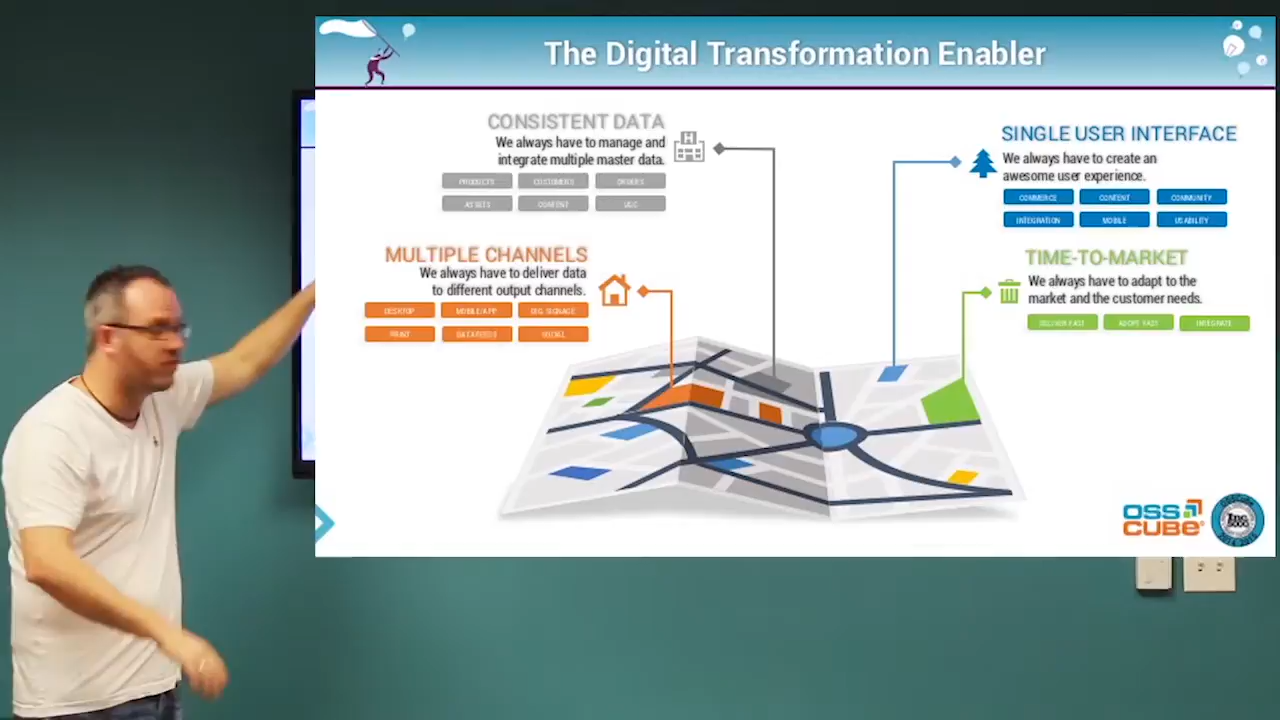 The Digital Transformation Enabler
CONSISTENT DATA
We always have to manage and
integrate multiple master data.
PRODUCTS CUSTOMERS ORDERS
ASSETS CONTENT
MULTIPLE CHANNELS
We always have to deliver data
to different output channels.
DESKTOP MOBILE/APP DIG. SIGNAGE
PRINT DATAFEEDS SOCIAL
SINGLE USER INTERFACE
We always have to create an
awesome user experience.
COMMERCE CONTENT COMMUNITY
INTEGRATION MOBILE USABILITY
TIME-TO-MARKET
We always have to adapt to the
market and the customer needs.
DELIVER FAST ADOPT FAST INTEGRATE
OSS
CUBE
Inc.
5000